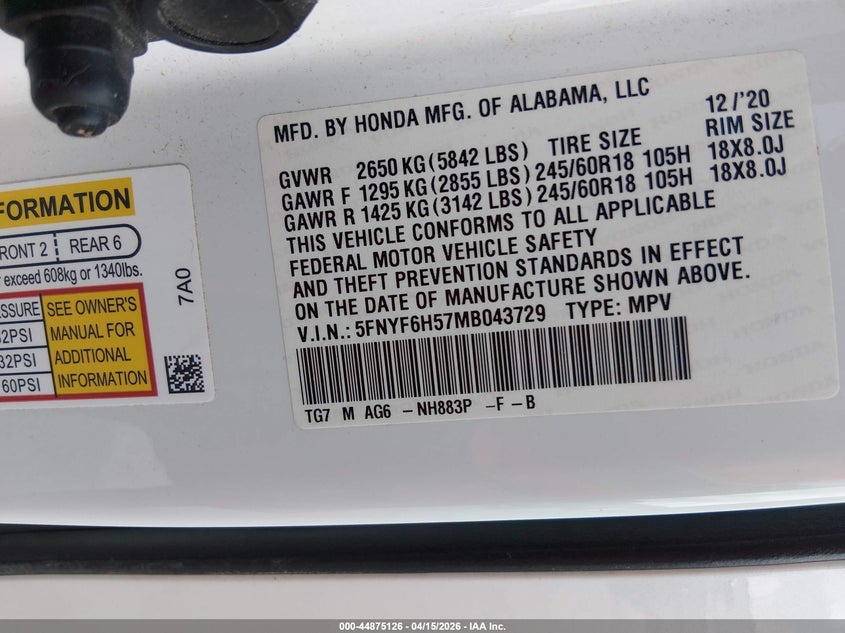 MFD. BY HONDA MFG. OF ALABAMA, LLC 12/'20
GVWR 2650 KG (5842 LBS) TIRE SIZE RIM SIZE
GAWR F 1295 KG (2855 LBS) 245/60R18 105H 18X8.0J
GAWR R 1425 KG (3142 LBS) 245/60R18 105H 18X8.0J
THIS VEHICLE CONFORMS TO ALL APPLICABLE
FEDERAL MOTOR VEHICLE SAFETY
AND THEFT PREVENTION STANDARDS IN EFFECT
ON THE DATE OF MANUFACTURE SHOWN ABOVE.
V.I.N.: 5FNYF6H57MB043729 TYPE: MPV
TG7 M AG6 -NH883P -F -B
FORMATION
FRONT 2 REAR 6
exceed 608kg or 1340lbs.
SEE OWNER'S
MANUAL FOR
ADDITIONAL
INFORMATION
32PSI
60PSI
7A0
000-44875126 - 04/15/2026 - IAA Inc.